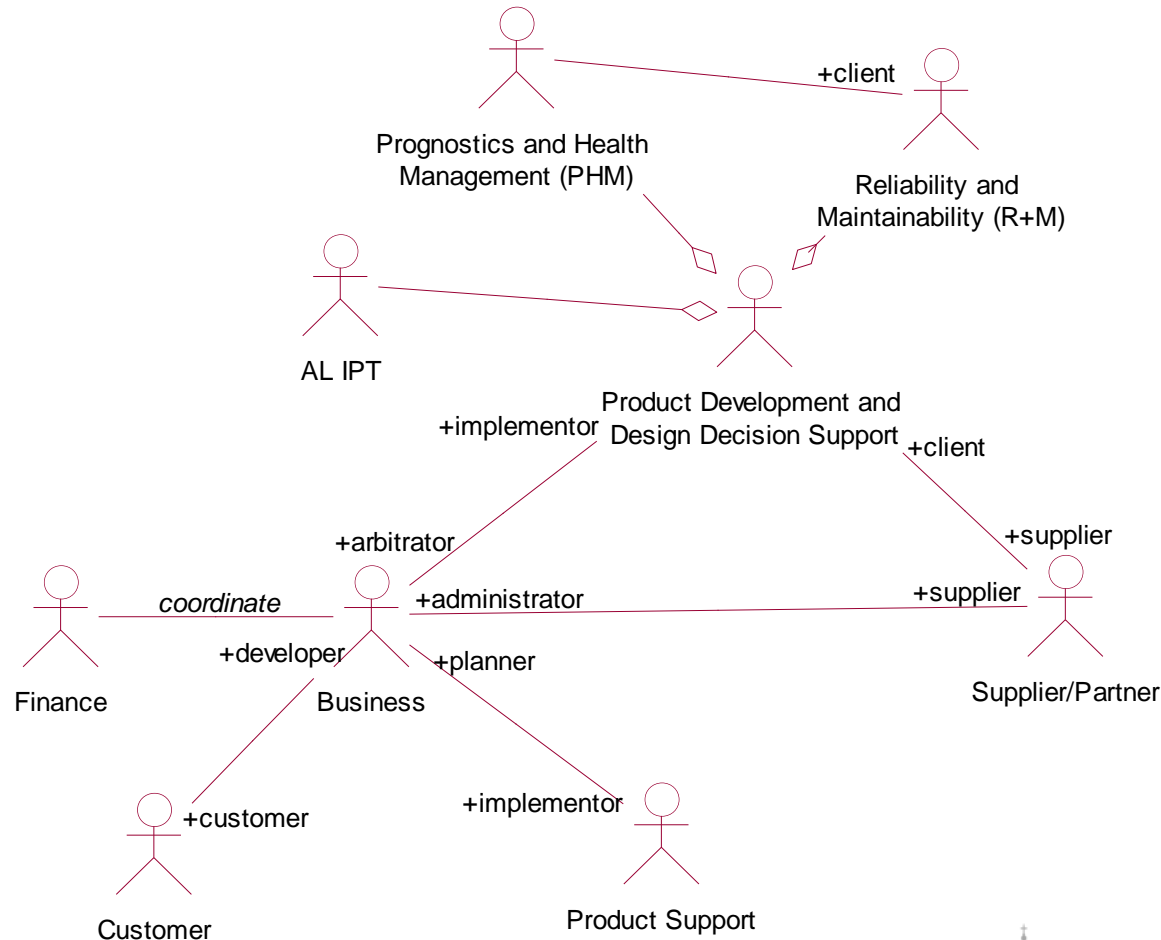 +client
Prognostics and Health
Management (PHM)
Reliability and
Maintainability (R+M)
AL IPT
Product Development and
Design Decision Support
+implementor
+client
+arbitrator
+supplier
coordinate
+administrator
+supplier
+developer
+planner
Finance
Business
Supplier/Partner
+customer
+implementor
Customer
Product Support